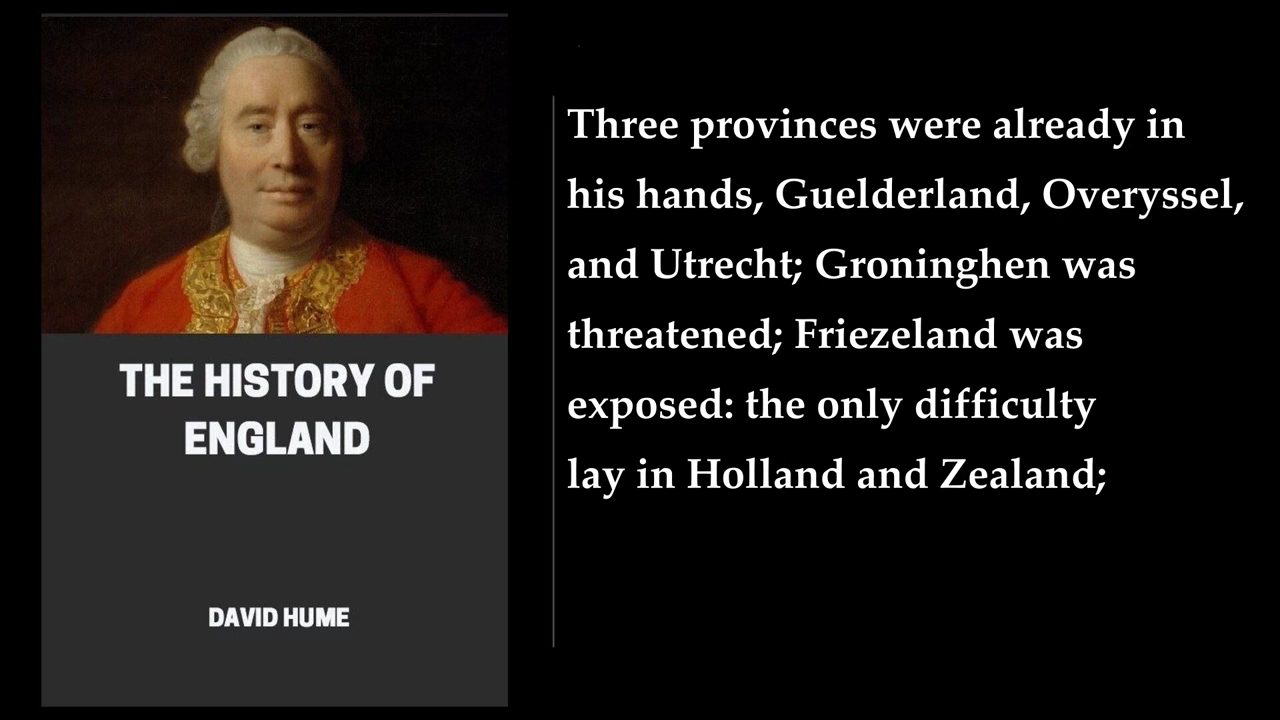 THE HISTORY OF
ENGLAND
DAVID HUME
Three provinces were already in
his hands, Guelderland, Overyssel,
and Utrecht; Groninghen was
threatened; Friezeland was
exposed: the only difficulty
lay in Holland and Zealand;